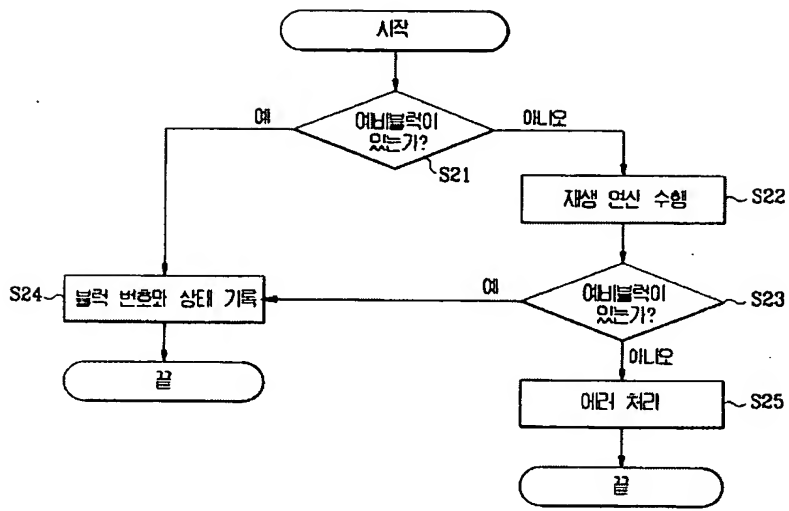 시작
예비블럭이
있는가?
예
아니오
S21
재생 연산 수행
S22
예비블럭이
있는가?
S23
예
S24
블럭 번호와 상태 기록
아니오
끝
에러 처리
S25
끝